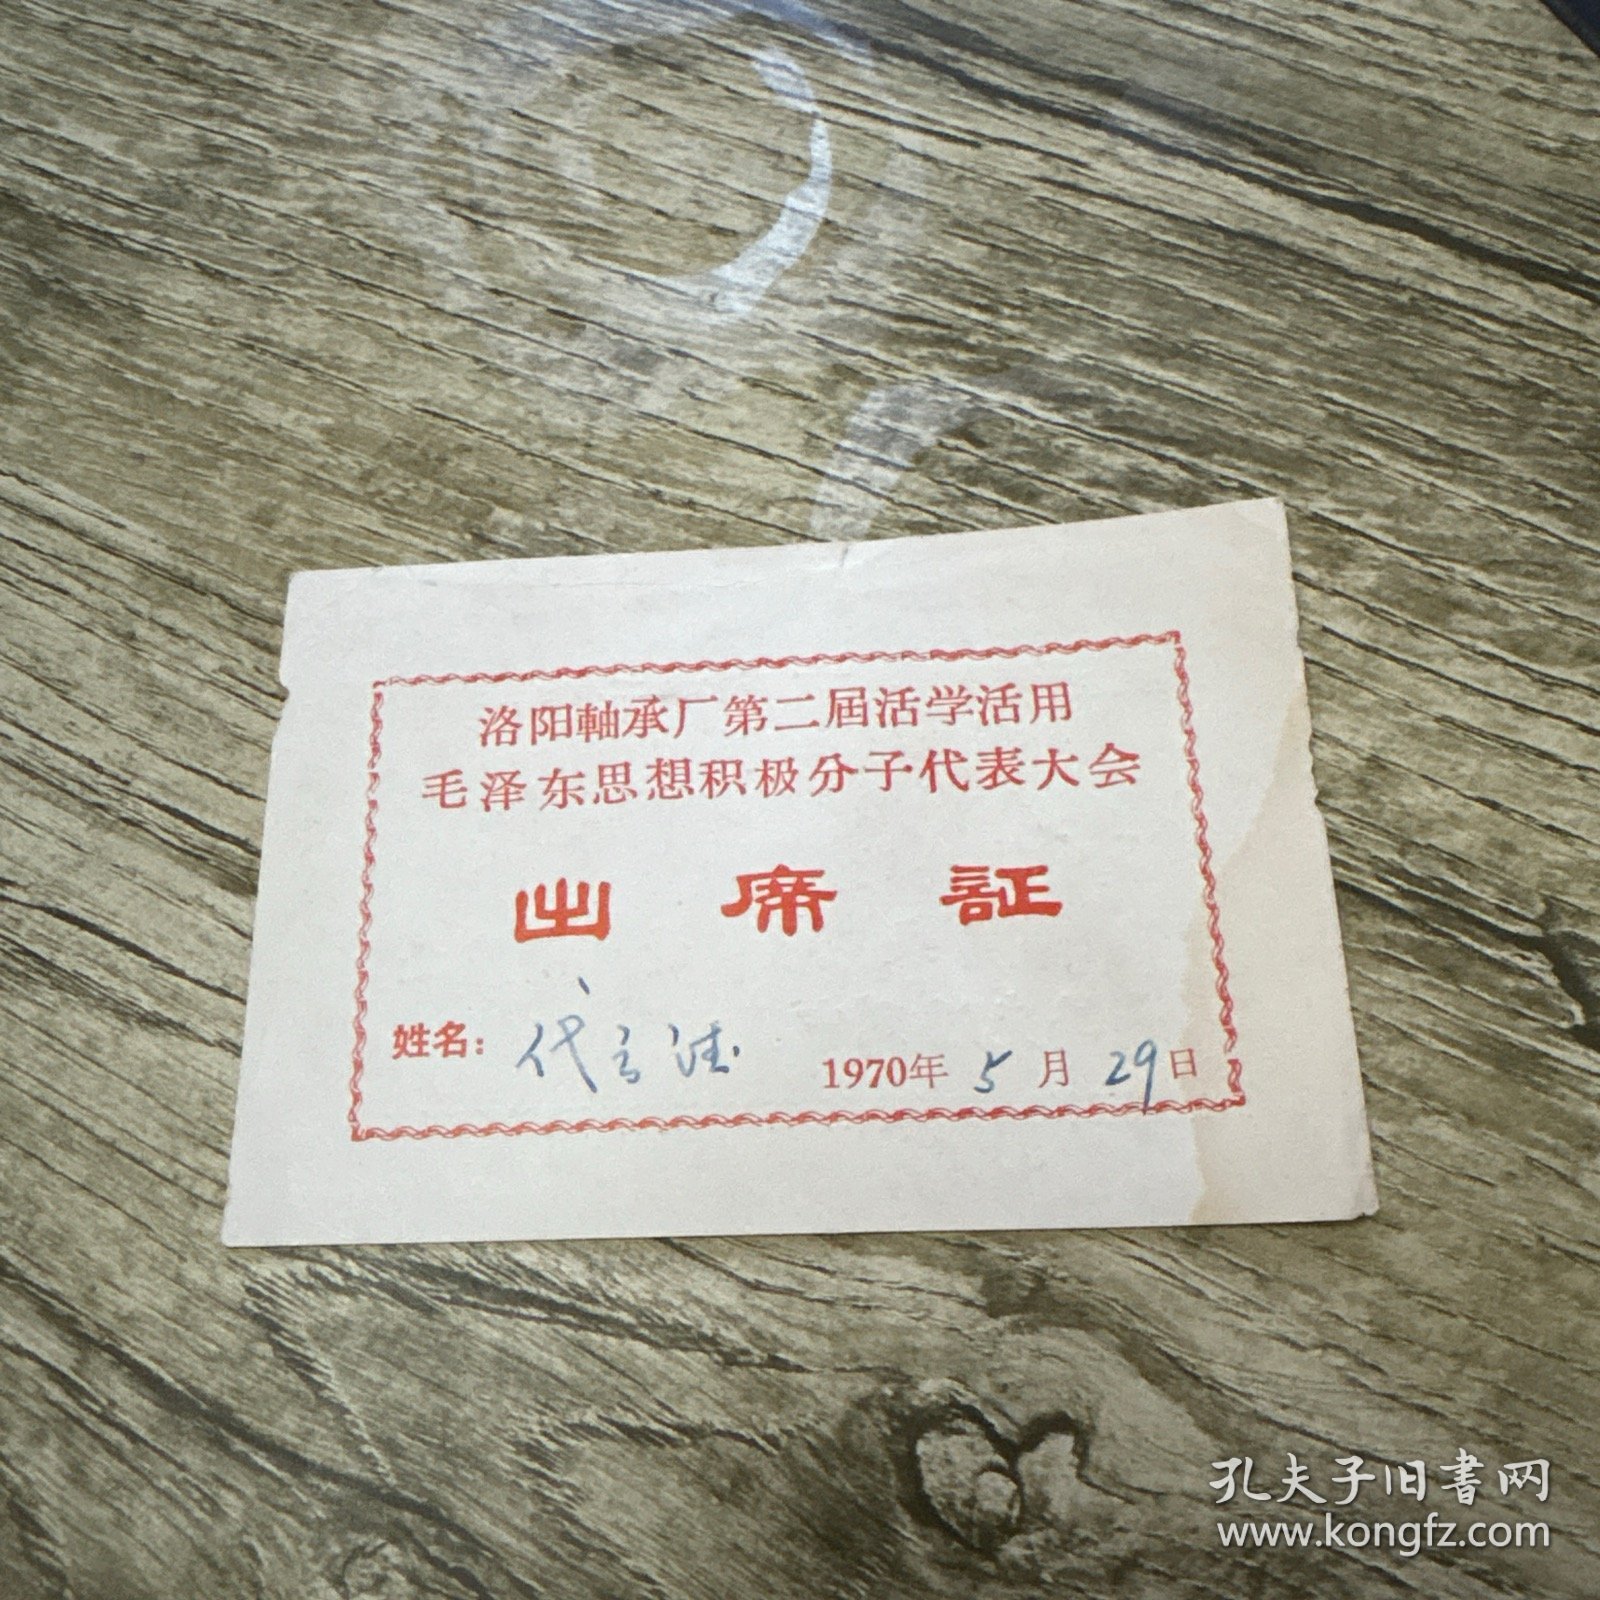 洛阳軸承厂第二届活学活用
毛泽东思想积极分子代表大会
出席証
姓名: 代
1970年5月29日
孔夫子旧书网
www.kongfz.com